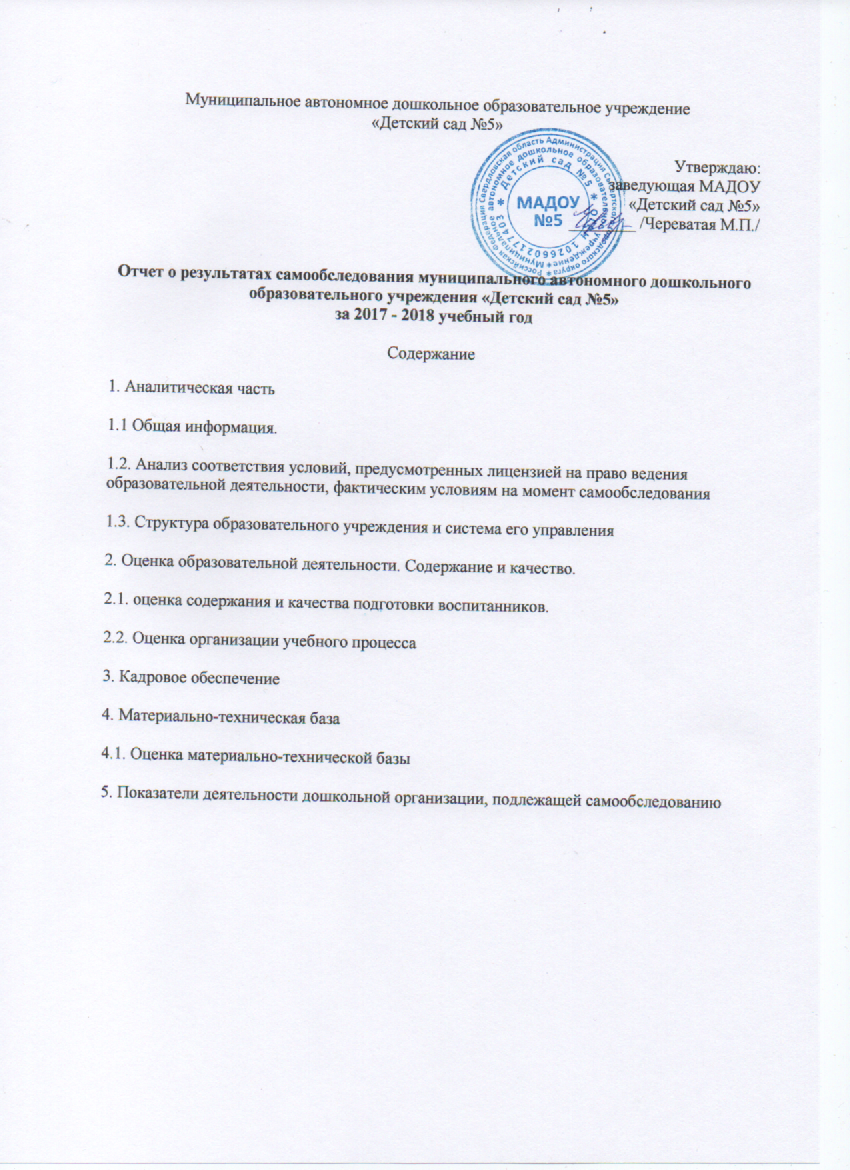 Муниципальное автономное дошкольное образовательное учреждение
«Детский сад №5»
Утверждаю:
заведующая МАДОУ
«Детский сад №5»
/Череватая М.П./
МАДОУ
№5
Отчет о результатах самообследования муниципального автономного дошкольного
образовательного учреждения «Детский сад №5»
за 2017 - 2018 учебный год
Содержание
1. Аналитическая часть
1.1 Общая информация.
1.2. Анализ соответствия условий, предусмотренных лицензией на право ведения
образовательной деятельности, фактическим условиям на момент самообследования
1.3. Структура образовательного учреждения и система его управления
2. Оценка образовательной деятельности. Содержание и качество.
2.1. оценка содержания и качества подготовки воспитанников.
2.2. Оценка организации учебного процесса
3. Кадровое обеспечение
4. Материально-техническая база
4.1. Оценка материально-технической базы
5. Показатели деятельности дошкольной организации, подлежащей самообследованию